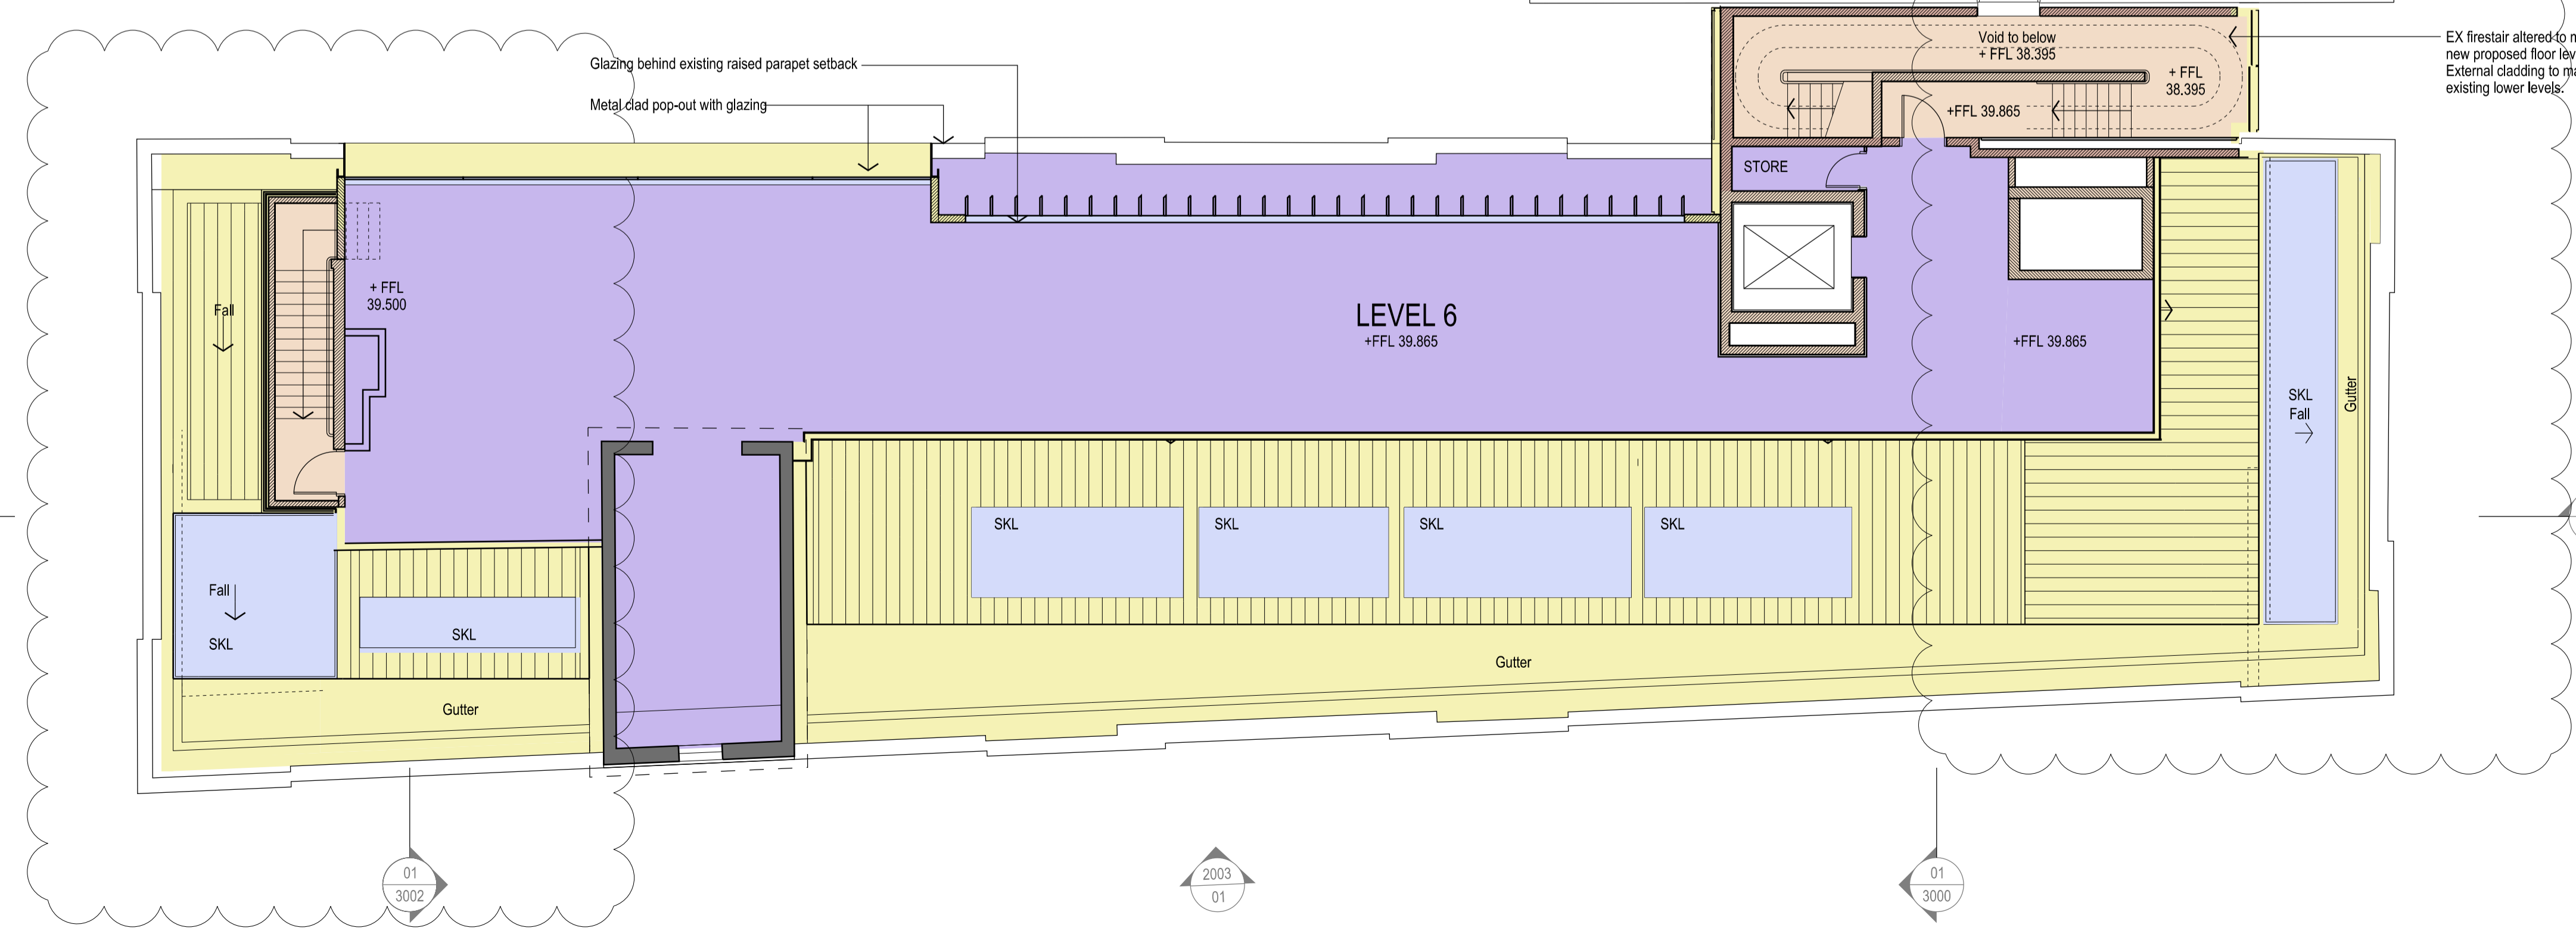 Void to below
+ FFL 38.395
EX firestair altered to m
new proposed floor lev
External cladding to ma
existing lower levels.
+ FFL
38.395
+FFL 39.865
Glazing behind existing raised parapet setback
Metal clad pop-out with glazing
STORE
Fall
+ FFL
39.500
LEVEL 6
+FFL 39.865
+FFL 39.865
SKL
Fall
Gutter
SKL
SKL
SKL
SKL
Fall
SKL
SKL
Gutter
Gutter
01
3002
2003
01
01
3000